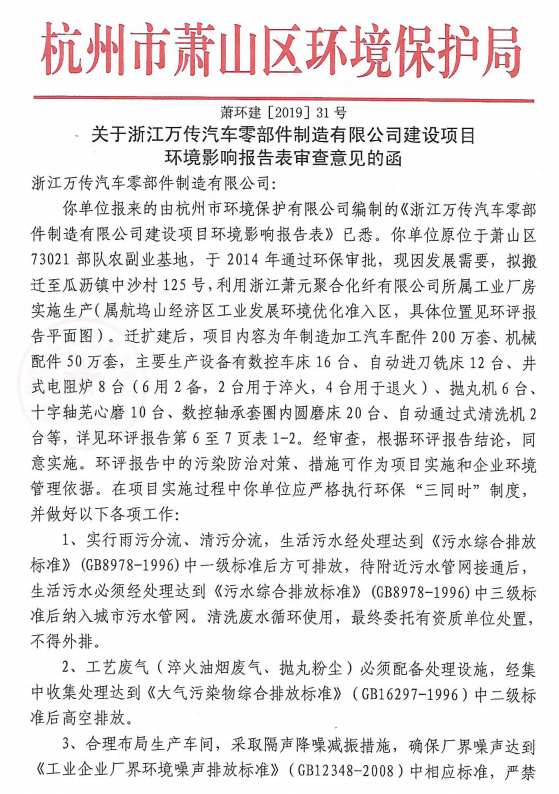 杭州市萧山区环境保护局
萧环建［2019］31 号
关于浙江万传汽车零部件制造有限公司建设项目
环境影响报告表审查意见的函
浙江万传汽车零部件制造有限公司：
你单位报来的由杭州市环境保护有限公司编制的《浙江万传汽车零部
件制造有限公司建设项目环境影响报告表》已悉。你单位原位于萧山区
73021 部队农副业基地，于 2014 年通过环保审批，现因发展需要，拟搬
迁至瓜沥镇中沙村 125 号，利用浙江萧元聚合化纤有限公司所属工业厂房
实施生产（属航坞山经济区工业发展环境优化准入区，具体位置见环评报
告平面图）。迁扩建后，项目内容为年制造加工汽车配件 200 万套、机械
配件 50 万套，主要生产设备有数控车床 16 台、自动进刀铣床 12 台、井
式电阻炉 8 台（6 用 2 备，2 台用于淬火，4 台用于退火）、抛丸机 6 台、
十字轴芜心磨 10 台、数控轴承套圈内圆磨床 20 台、自动通过式清洗机 2
台等，详见环评报告第 6 至 7 页表 1-2。经审查，根据环评报告结论，同
意实施。环评报告中的污染防治对策、措施可作为项目实施和企业环境
管理依据。在项目实施过程中你单位应严格执行环保“三同时”制度，
并做好以下各项工作：
1、实行雨污分流、清污分流，生活污水经处理达到《污水综合排放
标准》（GB8978-1996）中一级标准后方可排放，待附近污水管网接通后，
生活污水必须经处理达到《污水综合排放标准》（GB8978-1996）中三级标
准后纳入城市污水管网。清洗废水循环使用，最终委托有资质单位处置，
不得外排。
2、工艺废气（淬火油烟废气、抛丸粉尘）必须配备处理设施，经集
中收集处理达到《大气污染物综合排放标准》（GB16297-1996）中二级标
准后高空排放。
3、合理布局生产车间，采取隔声降噪减振措施，确保厂界噪声达到
《工业企业厂界环境噪声排放标准》（GB12348-2008）中相应标准，严禁